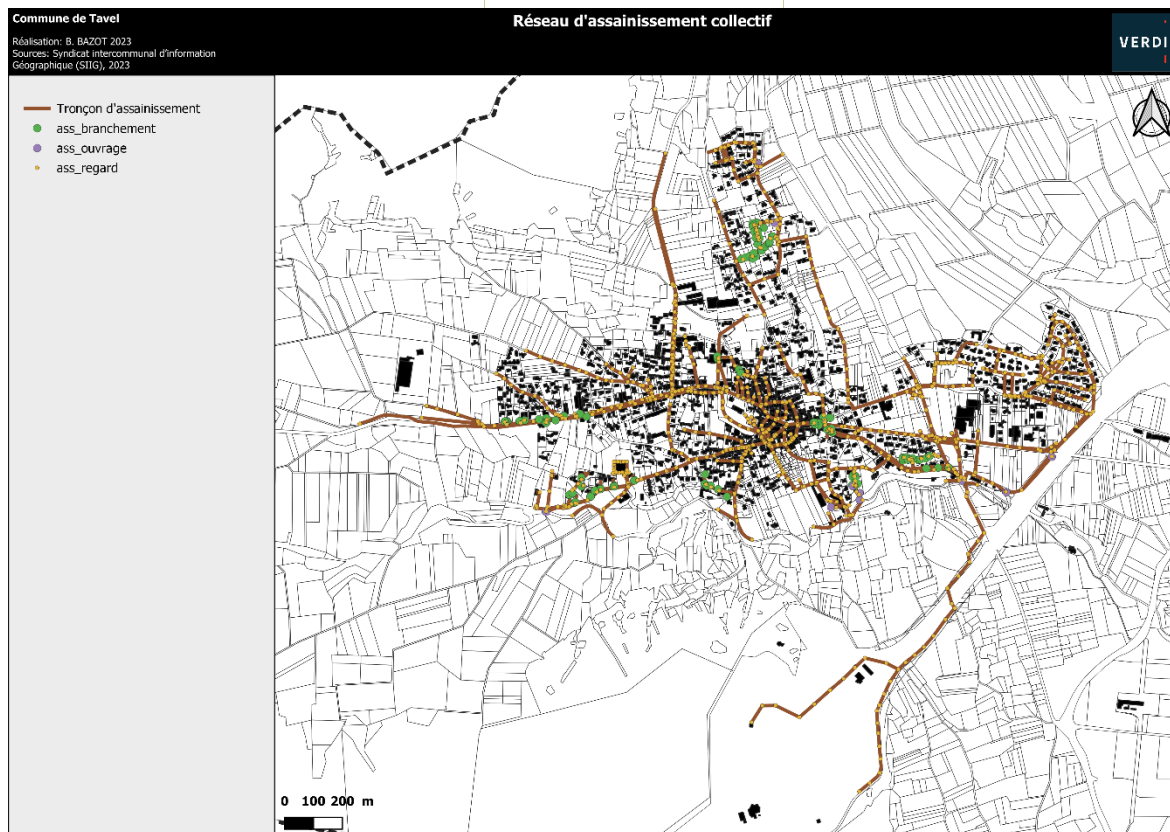 Commune de Tavel
Réseau d'assainissement collectif
Réalisation: B. BAZOT 2023
Sources: Syndicat intercommunal d'information
Géographique (SIIG), 2023
VERDI
Tronçon d'assainissement
ass_branchement
ass_ouvrage
ass_regard
0 100 200 m